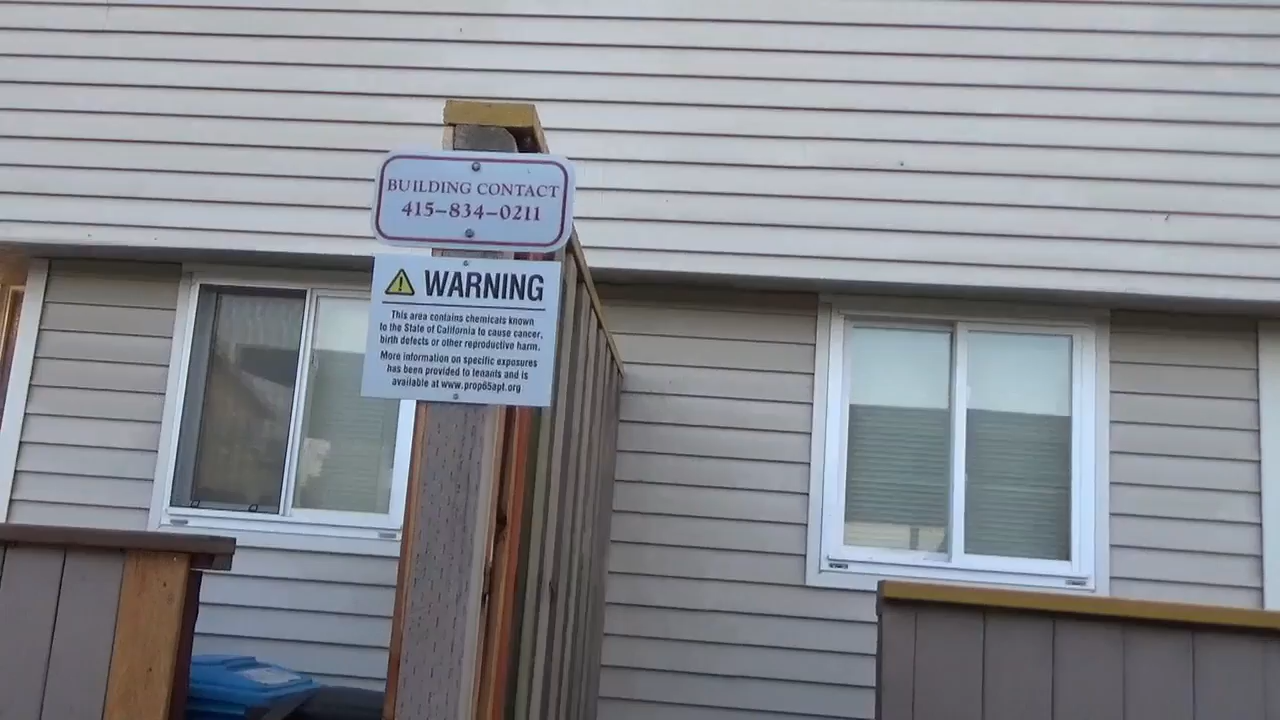 BUILDING CONTACT
415-834-0211
WARNING
This area contains chemicals known
to the State of California to cause cancer,
birth defects or other reproductive harm.
More information on specific exposures
has been provided to tenants and is
available at www.prop65apt.org